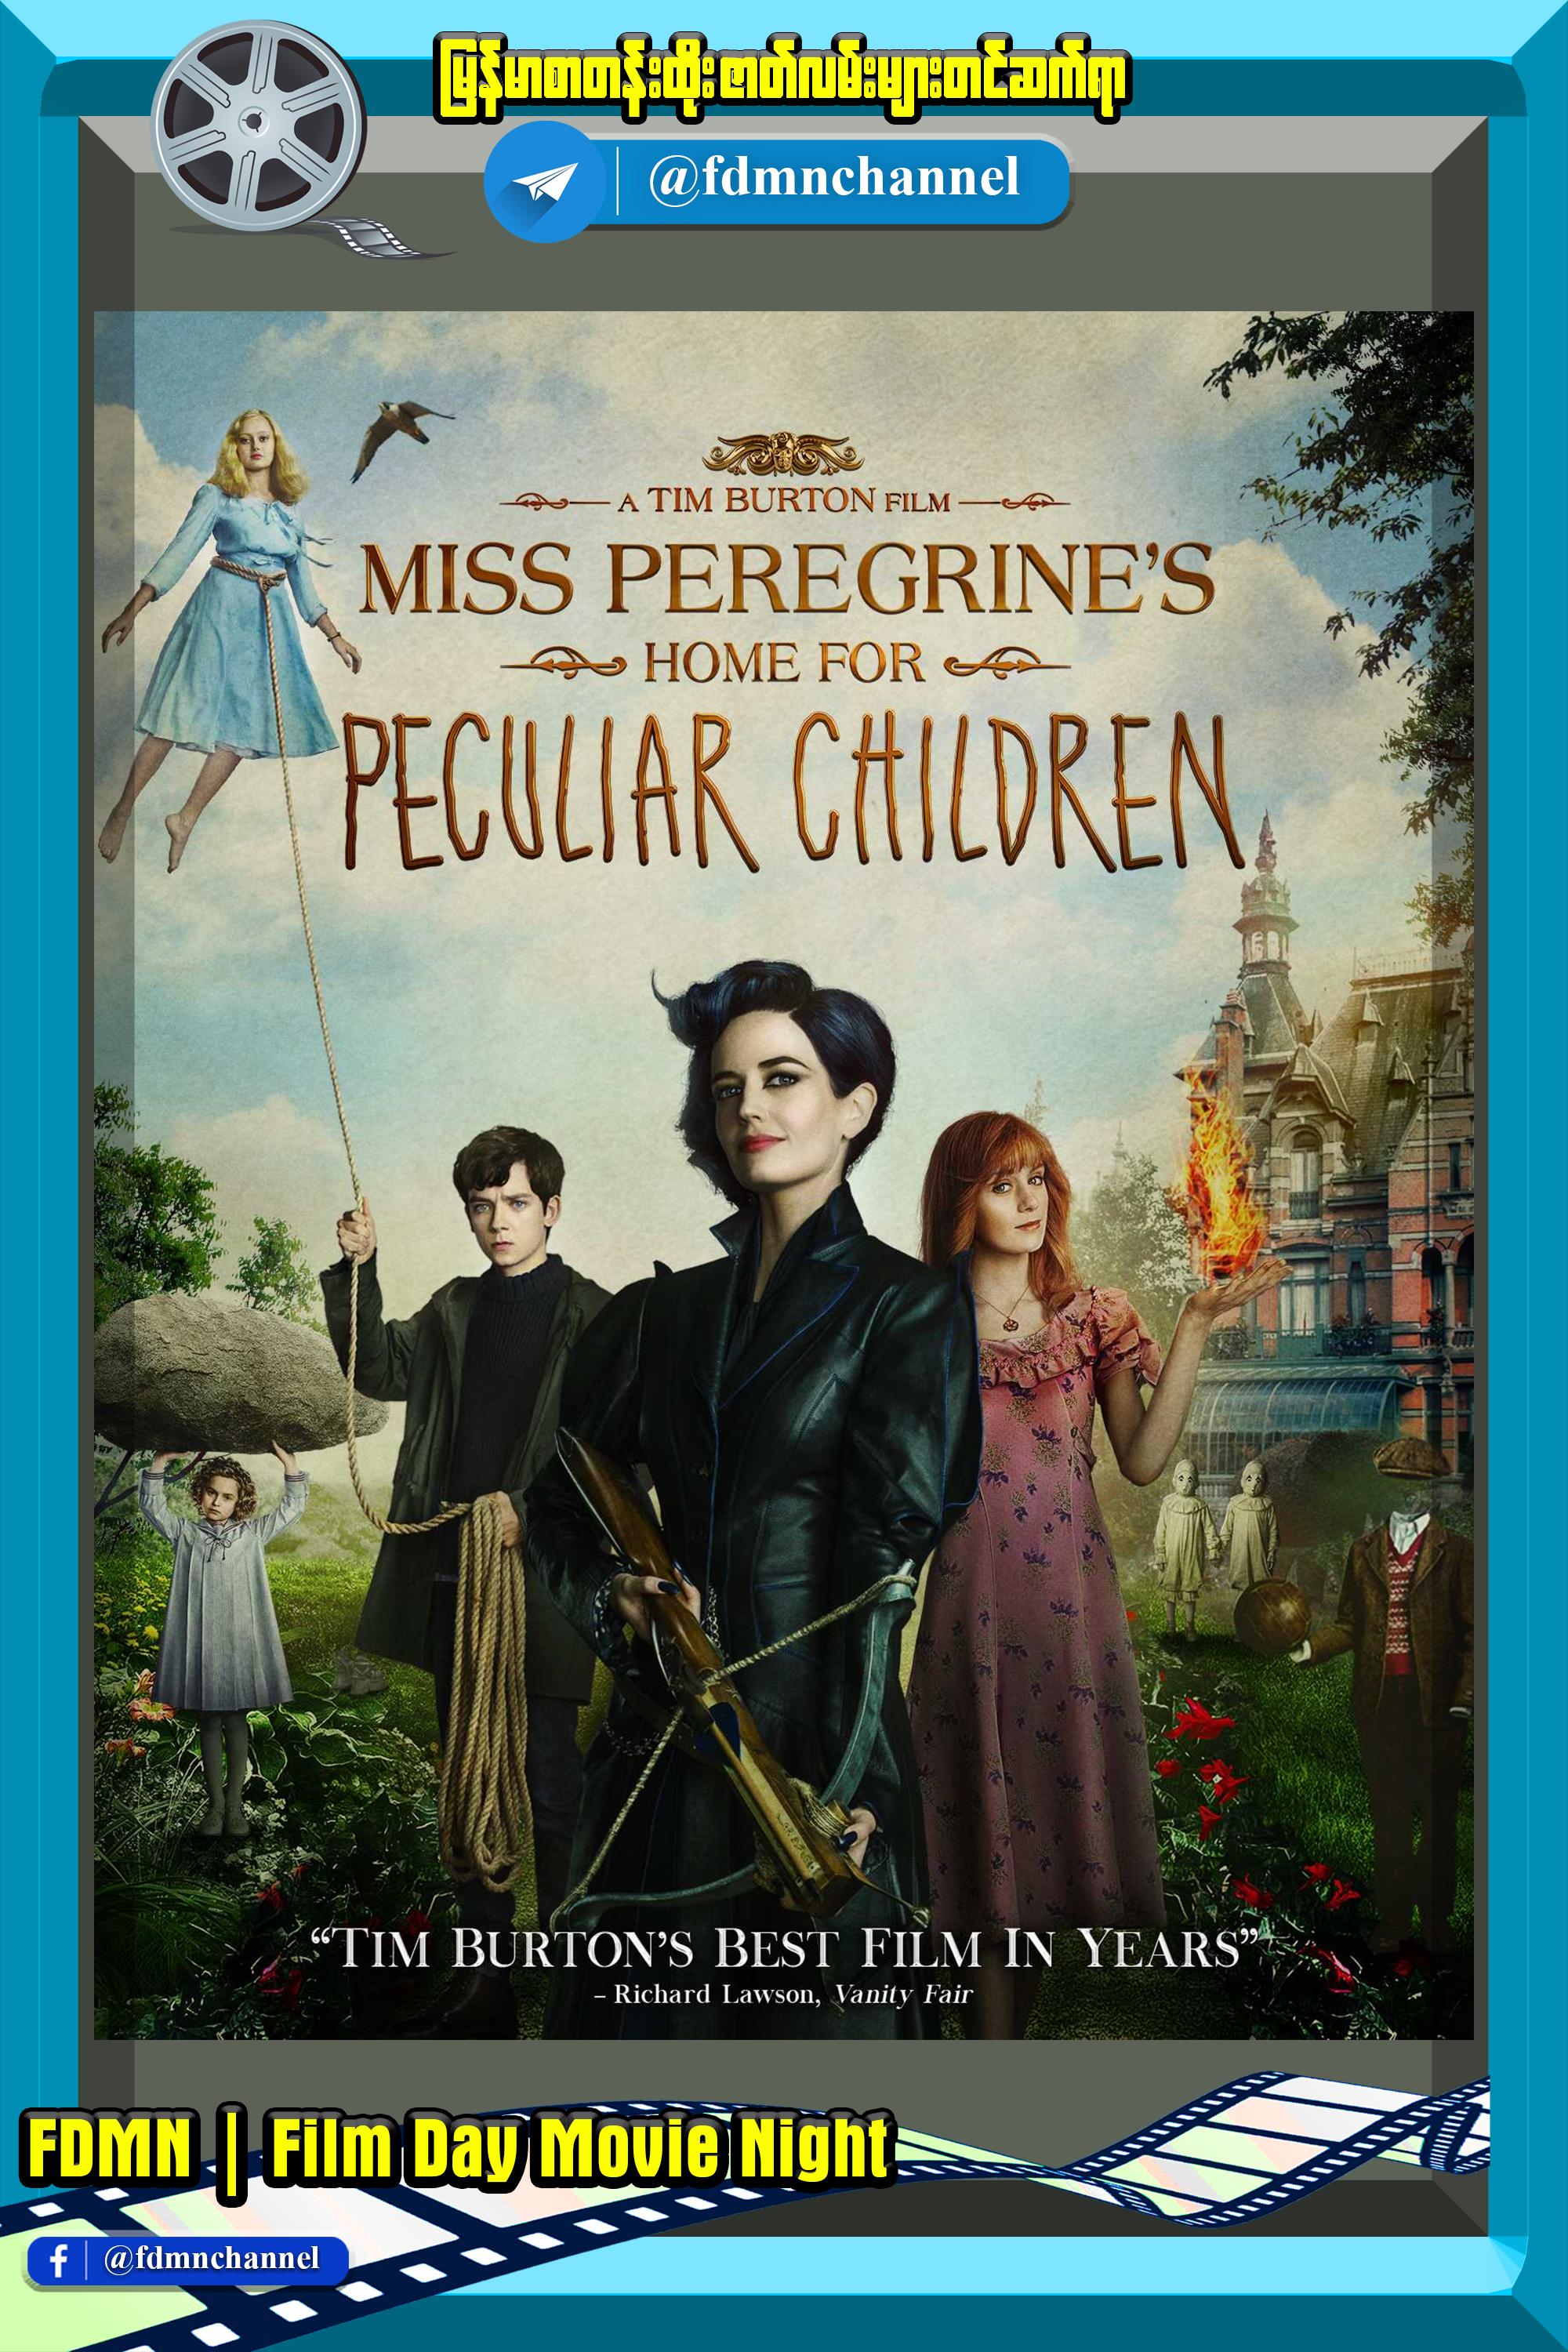 မြန်မာစာတန်းထိုး ဇာတ်လမ်းများတင်ဆက်ရာ
@fdmnchannel
A TIM BURTON FILM
MISS PEREGRINE'S
HOME FOR
PECULIAR CHILDREN
“TIM BURTON'S BEST FILM IN YEARS”
– Richard Lawson, Vanity Fair
FDMN | Film Day Movie Night
@fdmnchannel